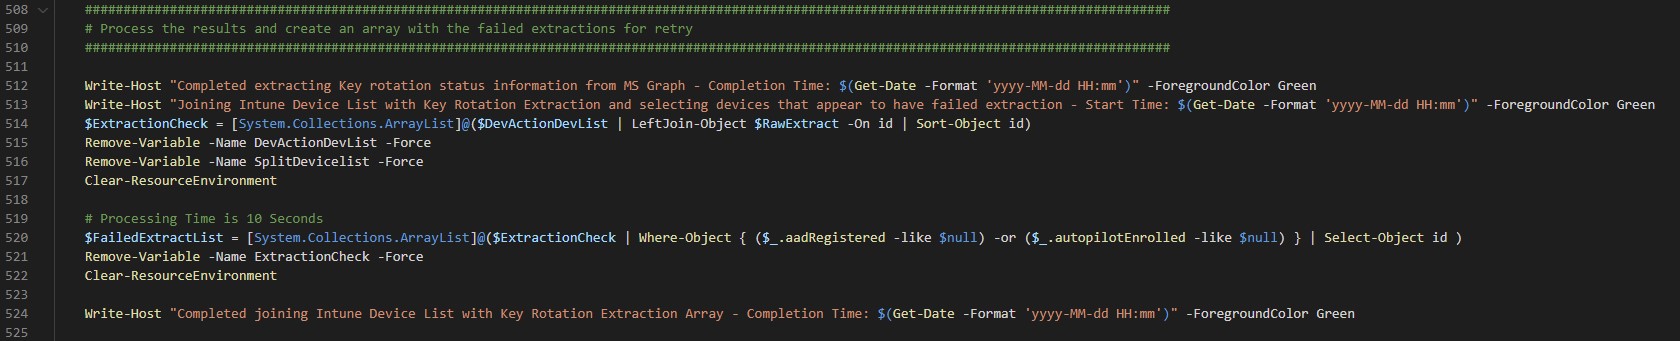 508 ##############################################################################################################################################
509 # Process the results and create an array with the failed extractions for retry
510 ##############################################################################################################################################
511
512 Write-Host "Completed extracting Key rotation status information from MS Graph - Completion Time: $(Get-Date -Format 'yyyy-MM-dd HH:mm')" -ForegroundColor Green
513 Write-Host "Joining Intune Device List with Key Rotation Extraction and selecting devices that appear to have failed extraction - Start Time: $(Get-Date -Format 'yyyy-MM-dd HH:mm')" -ForegroundColor Green
514 $ExtractionCheck = [System.Collections.ArrayList]@($DevActionDevList | LeftJoin-Object $RawExtract -On id | Sort-Object id)
515 Remove-Variable -Name DevActionDevList -Force
516 Remove-Variable -Name SplitDevicelist -Force
517 Clear-ResourceEnvironment
518
519 # Processing Time is 10 Seconds
520 $FailedExtractList = [System.Collections.ArrayList]@($ExtractionCheck | Where-Object { ($_.aadRegistered -like $null) -or ($_.autopilotEnrolled -like $null) } | Select-Object id )
521 Remove-Variable -Name ExtractionCheck -Force
522 Clear-ResourceEnvironment
523
524 Write-Host "Completed joining Intune Device List with Key Rotation Extraction Array - Completion Time: $(Get-Date -Format 'yyyy-MM-dd HH:mm')" -ForegroundColor Green
525